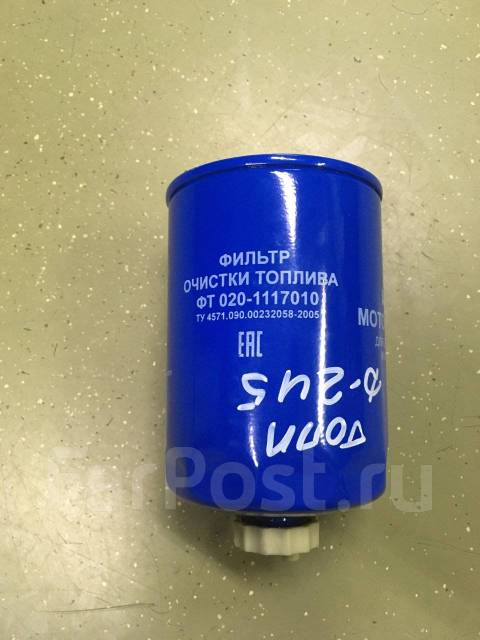 ФИЛЬТР
ОЧИСТКИ ТОПЛИВА
ФТ 020-1117010
ТУ 4571.090.00232058-2005
EAC
МОТО
Д-245
ТОПЛ
FarPost.ru